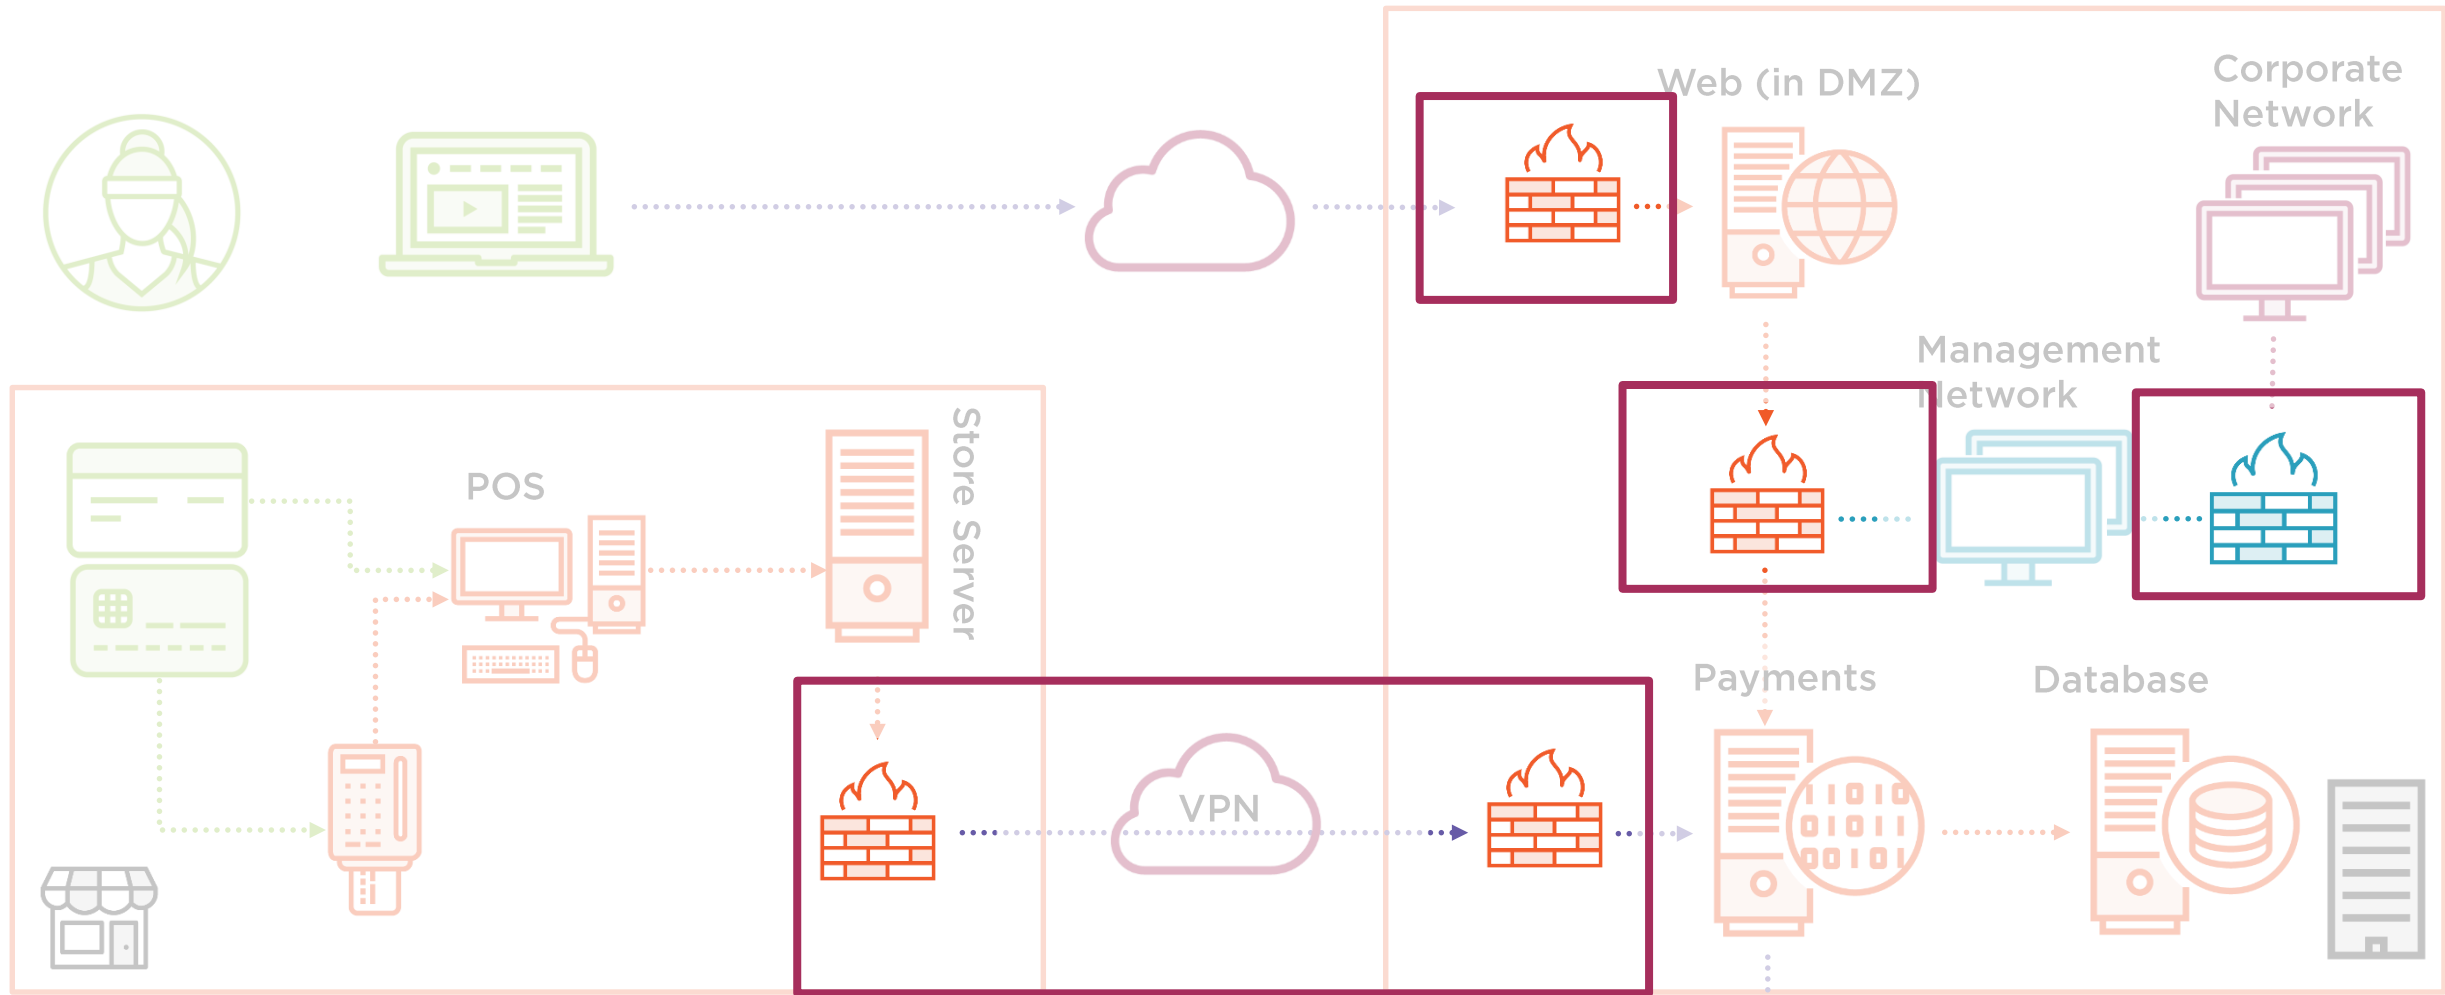 Web (in DMZ)
Corporate
Network
Management
Network
POS
Store Server
Payments
Database
VPN